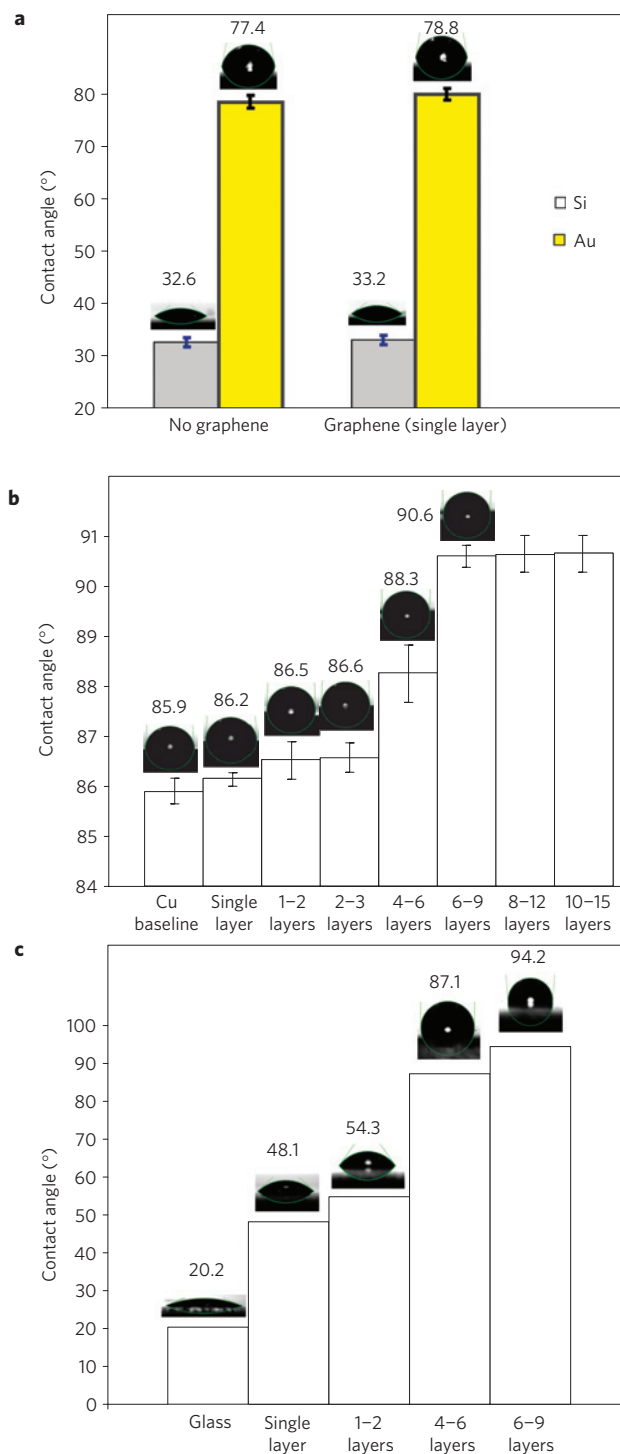 a
77.4 78.8
80
70
60
50
40
30
20
Contact angle (°)
32.6 33.2
Si
Au
No graphene Graphene (single layer)
b
91
90
89
88
87
86
85
84
Contact angle (°)
85.9 86.2 86.5 86.6 88.3 90.6
Cu Single 1–2 2–3 4–6 6–9 8–12 10–15
baseline layer layers layers layers layers layers layers
c
100
90
80
70
60
50
40
30
20
10
0
Contact angle (°)
20.2 48.1 54.3 87.1 94.2
Glass Single 1–2 4–6 6–9
layer layers layers layers